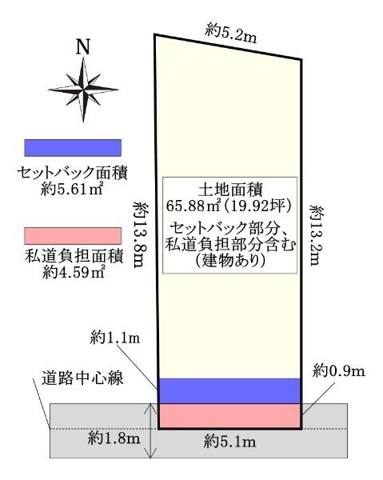 約5.2m
N
セットバック面積
約5.61㎡
土地面積
65.88㎡(19.92坪)
セットバック部分、
私道負担部分含む
(建物あり)
私道負担面積
約4.59㎡
約13.8m
約13.2m
約1.1m
道路中心線
約0.9m
約1.8m
約5.1m